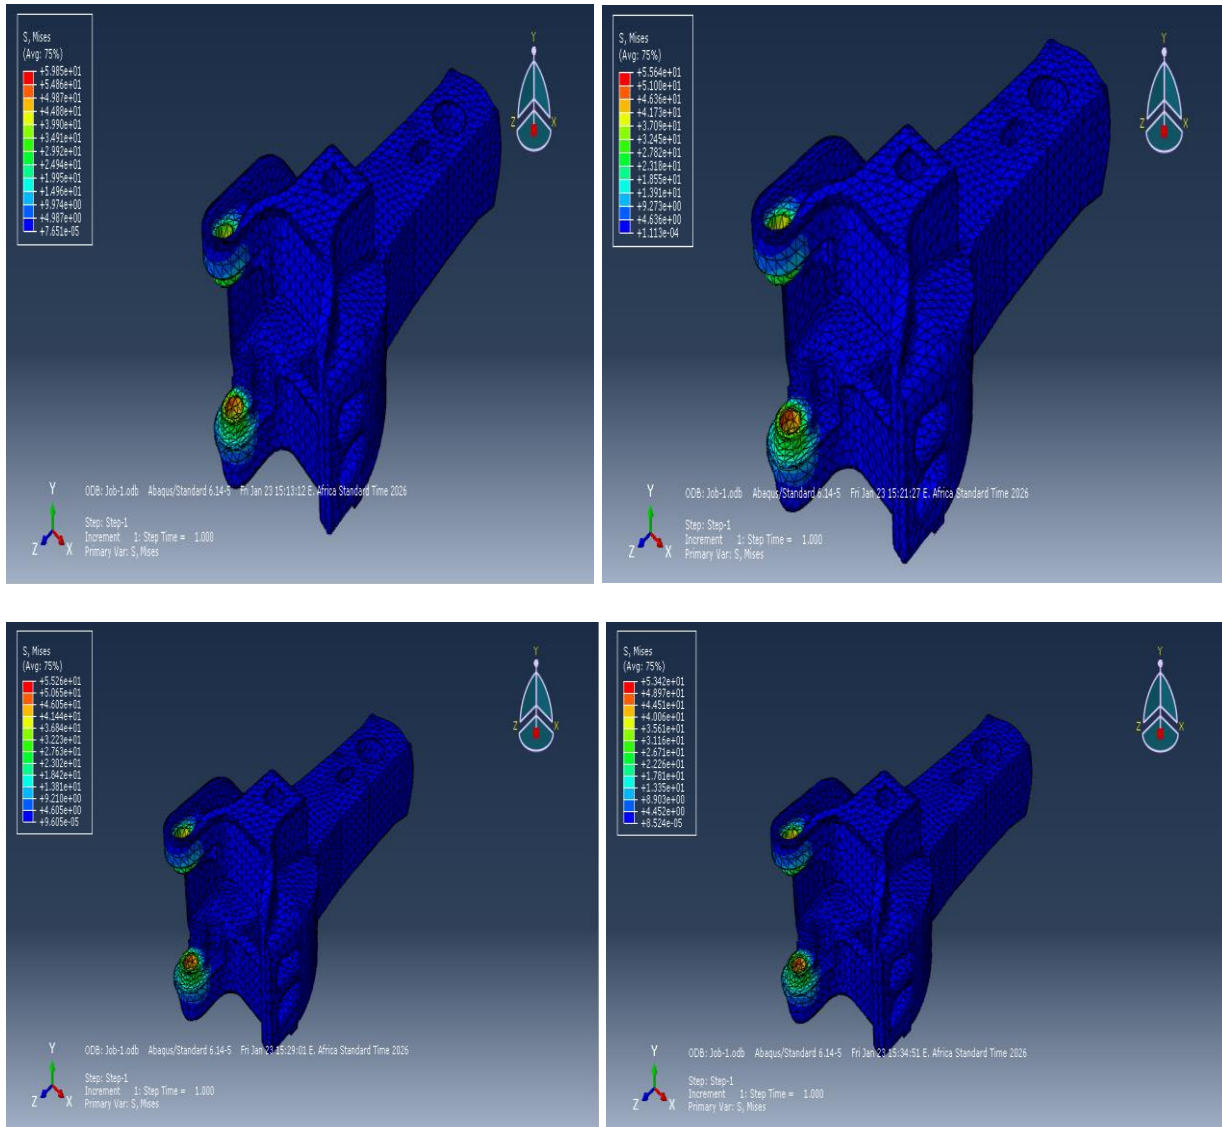 S, Mises
(Avg: 75%)
+5.985e+01
+5.486e+01
+4.987e+01
+4.488e+01
+3.990e+01
+3.491e+01
+2.992e+01
+2.494e+01
+1.995e+01
+1.496e+01
+9.974e+00
+4.987e+00
+7.651e-05
Y
Z
X
ODB: Job-1.odb Abaqus/Standard 6.14-5 Fri Jan 23 15:13:12 E. Africa Standard Time 2026
Step: Step-1
Increment 1: Step Time = 1.000
Primary Var: S, Mises
Y
Z
X
S, Mises
(Avg: 75%)
+5.564e+01
+5.100e+01
+4.636e+01
+4.173e+01
+3.709e+01
+3.245e+01
+2.782e+01
+2.318e+01
+1.855e+01
+1.391e+01
+9.273e+00
+4.636e+00
+1.113e-04
Y
Z
X
ODB: Job-1.odb Abaqus/Standard 6.14-5 Fri Jan 23 15:21:27 E. Africa Standard Time 2026
Step: Step-1
Increment 1: Step Time = 1.000
Primary Var: S, Mises
Y
Z
X
S, Mises
(Avg: 75%)
+5.526e+01
+5.065e+01
+4.605e+01
+4.144e+01
+3.684e+01
+3.223e+01
+2.763e+01
+2.302e+01
+1.842e+01
+1.381e+01
+9.210e+00
+4.605e+00
+9.605e-05
Y
Z
X
ODB: Job-1.odb Abaqus/Standard 6.14-5 Fri Jan 23 15:29:01 E. Africa Standard Time 2026
Step: Step-1
Increment 1: Step Time = 1.000
Primary Var: S, Mises
Y
Z
X
S, Mises
(Avg: 75%)
+5.342e+01
+4.897e+01
+4.451e+01
+4.006e+01
+3.561e+01
+3.116e+01
+2.671e+01
+2.226e+01
+1.781e+01
+1.335e+01
+8.903e+00
+4.452e+00
+8.524e-05
Y
Z
X
ODB: Job-1.odb Abaqus/Standard 6.14-5 Fri Jan 23 15:34:51 E. Africa Standard Time 2026
Step: Step-1
Increment 1: Step Time = 1.000
Primary Var: S, Mises
Y
Z
X